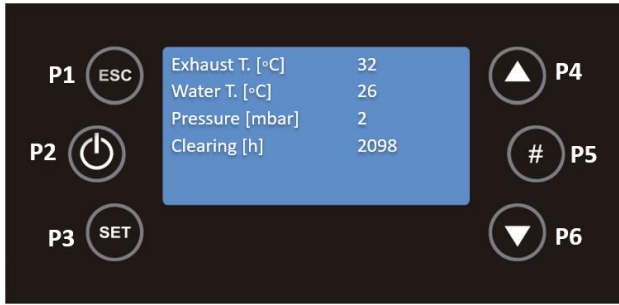 P1 ESC
P2
P3 SET
Exhaust T. [°C] 32
Water T. [°C] 26
Pressure [mbar] 2
Clearing [h] 2098
P4
# P5
P6